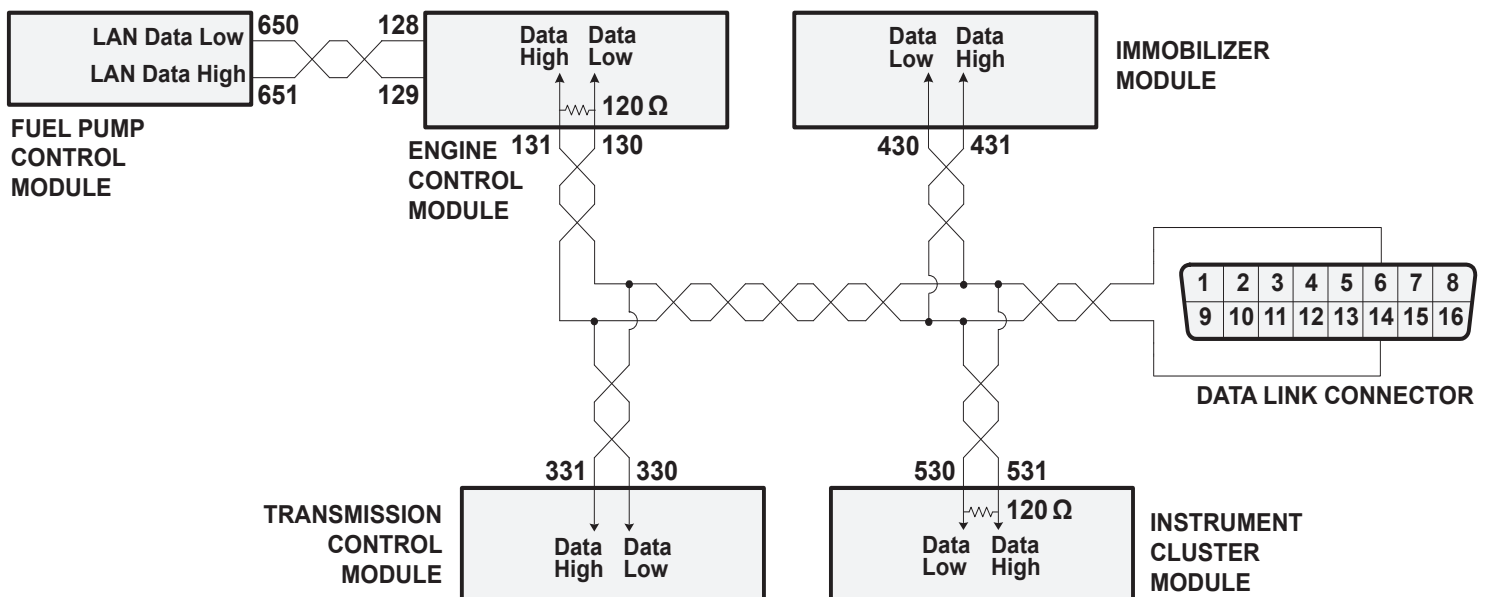 LAN Data Low
LAN Data High
650
651
128
129
FUEL PUMP
CONTROL
MODULE
Data
High
Data
Low
120 Ω
131
130
ENGINE
CONTROL
MODULE
Data
Low
Data
High
430
431
IMMOBILIZER
MODULE
1 2 3 4 5 6 7 8
9 10 11 12 13 14 15 16
DATA LINK CONNECTOR
331
330
TRANSMISSION
CONTROL
MODULE
Data
High
Data
Low
530
531
120 Ω
Data
Low
Data
High
INSTRUMENT
CLUSTER
MODULE